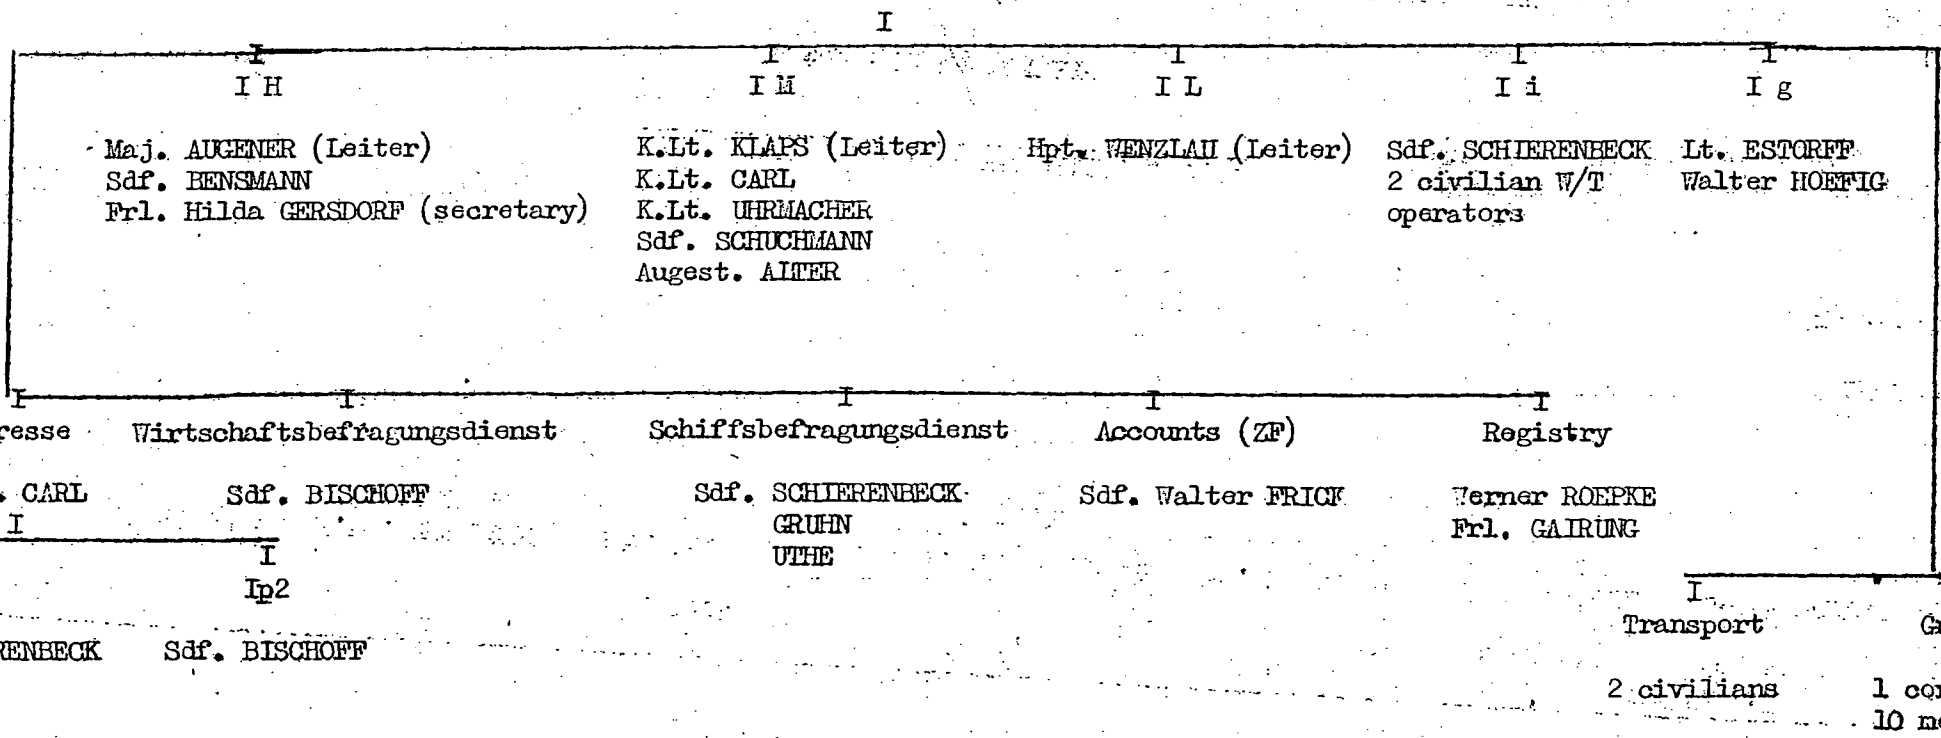 I
I H
I M
I L
I i
I g
Maj. AUGENER (Leiter)
Sdf. BENSMANN
Frl. Hilda GERSDORF (secretary)
K.Lt. KLAPS (Leiter)
K.Lt. CARL
K.Lt. UHRMACHER
Sdf. SCHUCHMANN
Augest. ALTER
Hpt. WENZLAU (Leiter)
Sdf. SCHIERENBECK
2 civilian W/T
operators
Lt. ESTORFF
Walter HOEFIG
resse
Wirtschaftsbefragungsdienst
Schiffsbefragungsdienst
Accounts (ZF)
Registry
. CARL
Sdf. BISCHOFF
Sdf. SCHIERENBECK
GRUHN
UTHE
Sdf. Walter FRICK
Werner ROEPKE
Frl. GAIRUNG
Ip2
RENBECK
Sdf. BISCHOFF
Transport
2 civilians
1
10